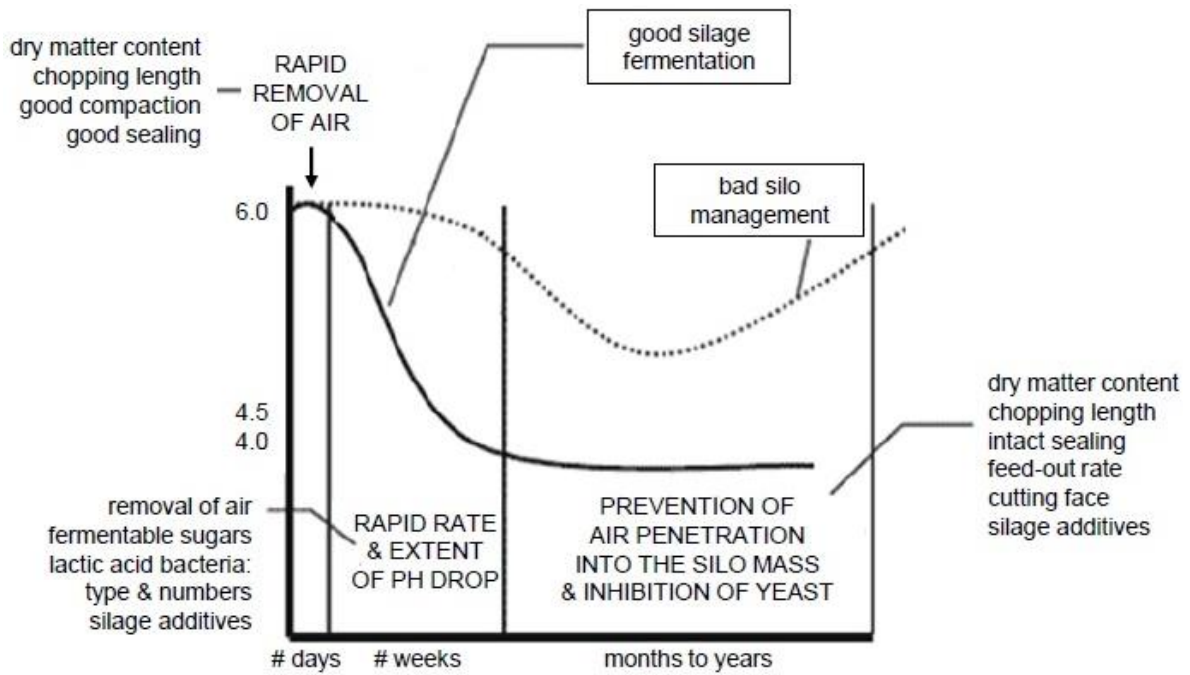 dry matter content
chopping length
good compaction
good sealing
RAPID
REMOVAL
OF AIR
good silage
fermentation
bad silo
management
6.0
4.5
4.0
dry matter content
chopping length
intact sealing
feed-out rate
cutting face
silage additives
removal of air
fermentable sugars
lactic acid bacteria:
type & numbers
silage additives
RAPID RATE
& EXTENT
OF PH DROP
PREVENTION OF
AIR PENETRATION
INTO THE SILO MASS
& INHIBITION OF YEAST
# days
# weeks
months to years